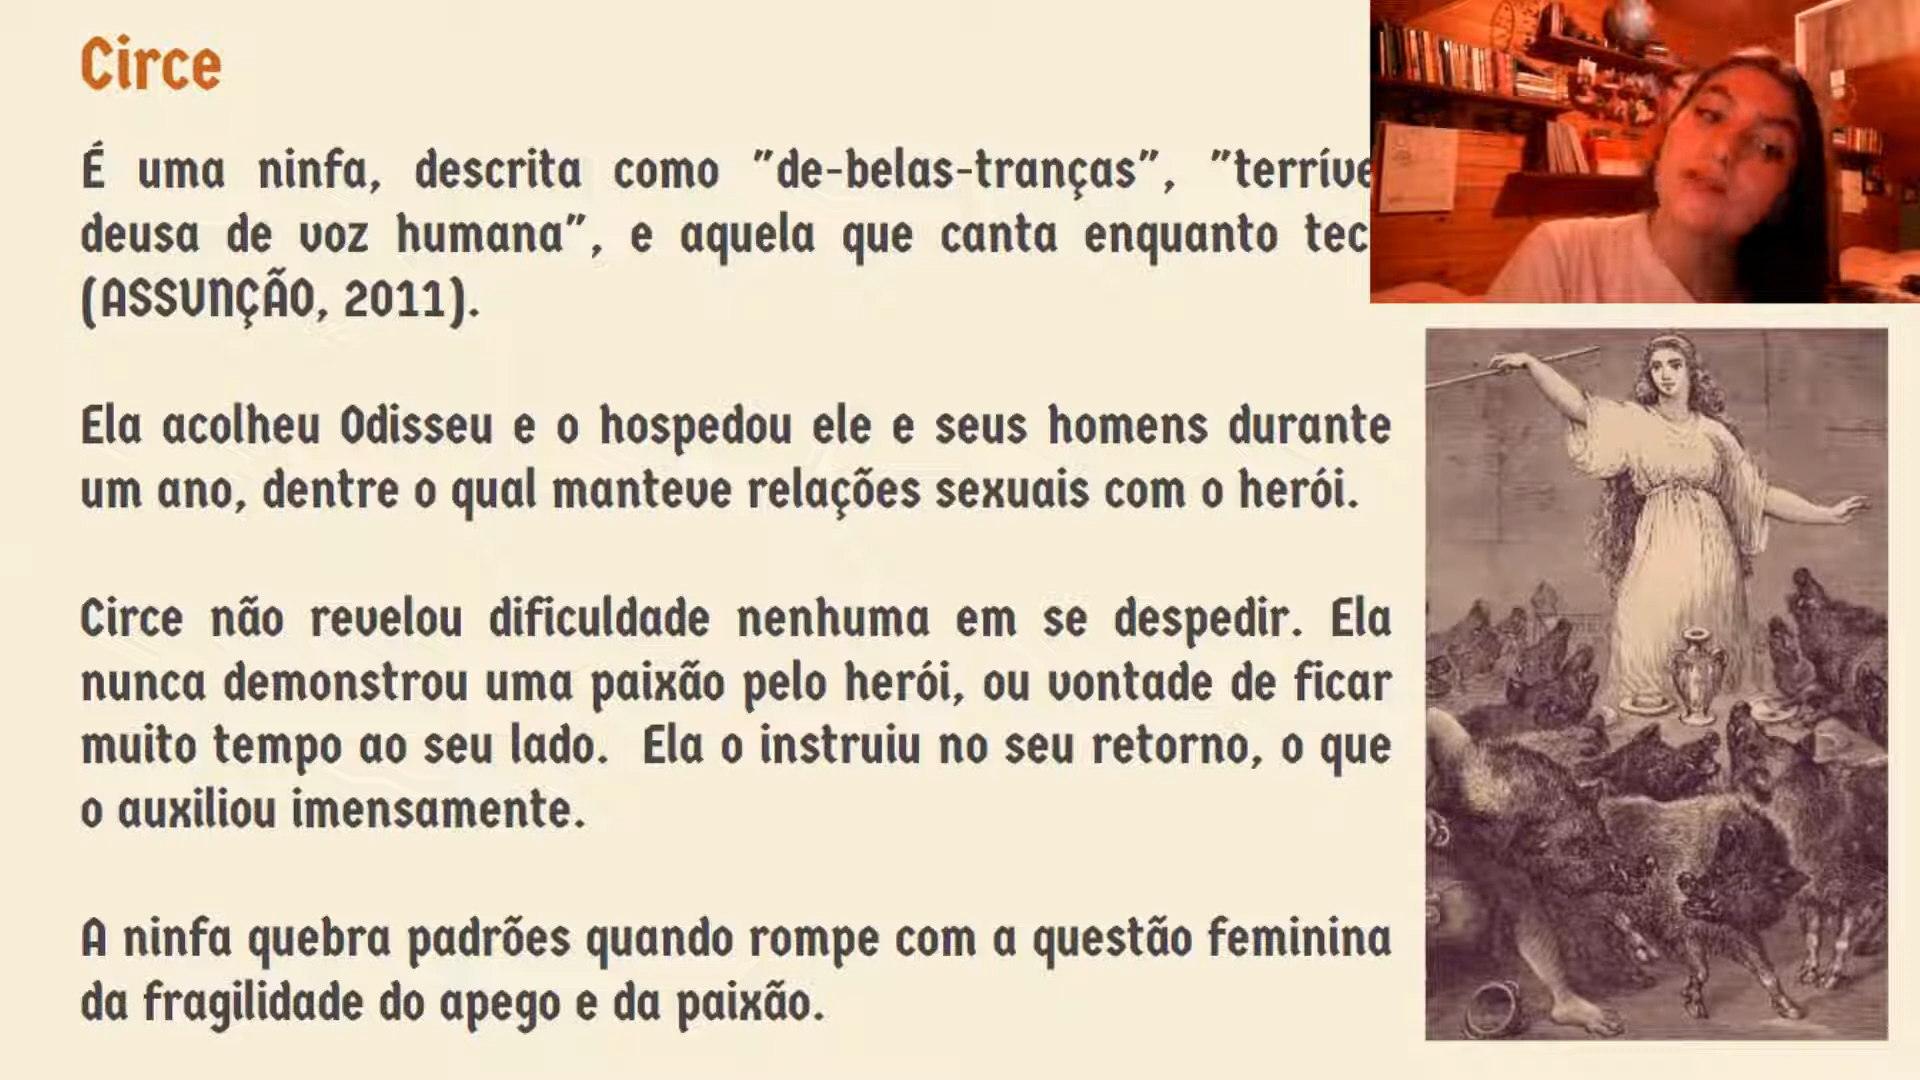 Circe
É uma ninfa, descrita como "de-belas-tranças", "terríve
deusa de voz humana", e aquela que canta enquanto tec
(ASSUNÇÃO, 2011).
Ela acolheu Odisseu e o hospedou ele e seus homens durante
um ano, dentre o qual manteve relações sexuais com o herói.
Circe não revelou dificuldade nenhuma em se despedir. Ela
nunca demonstrou uma paixão pelo herói, ou vontade de ficar
muito tempo ao seu lado. Ela o instruiu no seu retorno, o que
o auxiliou imensamente.
A ninfa quebra padrões quando rompe com a questão feminina
da fragilidade do apego e da paixão.